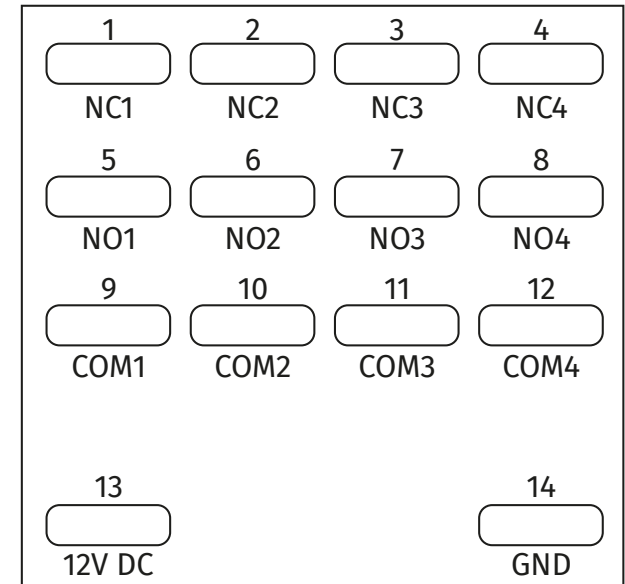 1 2 3 4
NC1 NC2 NC3 NC4
5 6 7 8
NO1 NO2 NO3 NO4
9 10 11 12
COM1 COM2 COM3 COM4
13 14
12V DC GND